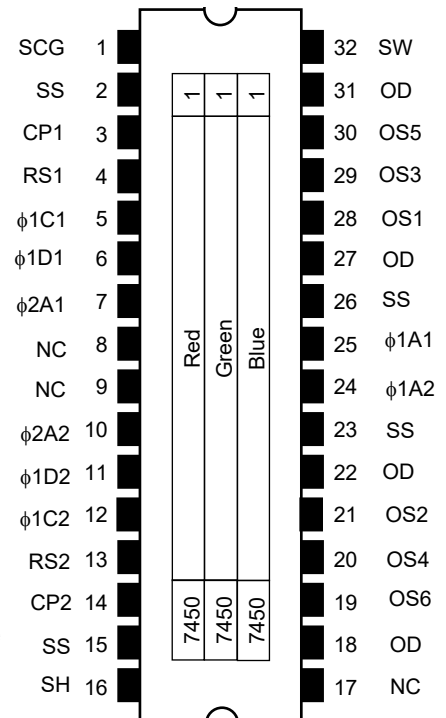 SCG 1 32 SW
SS 2 31 OD
CP1 3 30 OS5
RS1 4 29 OS3
ϕ1C1 5 28 OS1
ϕ1D1 6 27 OD
ϕ2A1 7 26 SS
NC 8 25 ϕ1A1
NC 9 24 ϕ1A2
ϕ2A2 10 23 SS
ϕ1D2 11 22 OD
ϕ1C2 12 21 OS2
RS2 13 20 OS4
CP2 14 19 OS6
SS 15 18 OD
SH 16 17 NC
1 1 1
Red Green Blue
7450 7450 7450